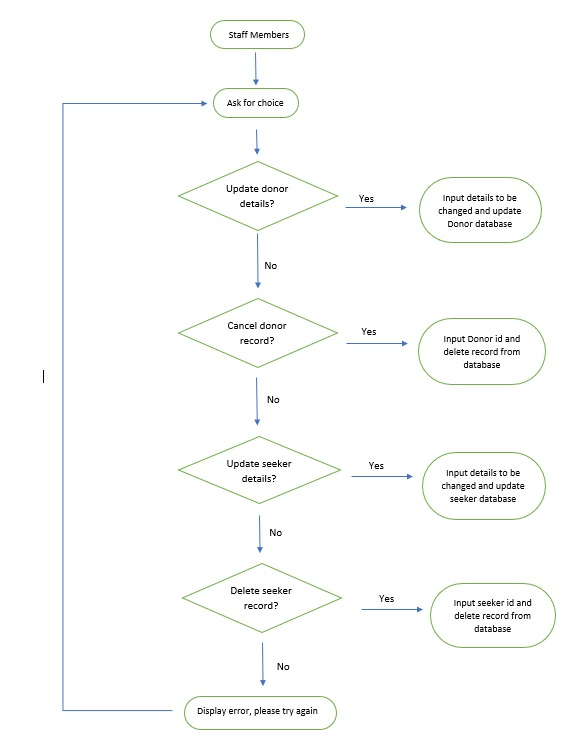 Staff Members
Ask for choice
Update donor
details?
Yes
Input details to be
changed and update
Donor database
No
Cancel donor
record?
Yes
Input Donor id and
delete record from
database
No
Update seeker
details?
Yes
Input details to be
changed and update
seeker database
No
Delete seeker
record?
Yes
Input seeker id and
delete record from
database
No
Display error, please try again